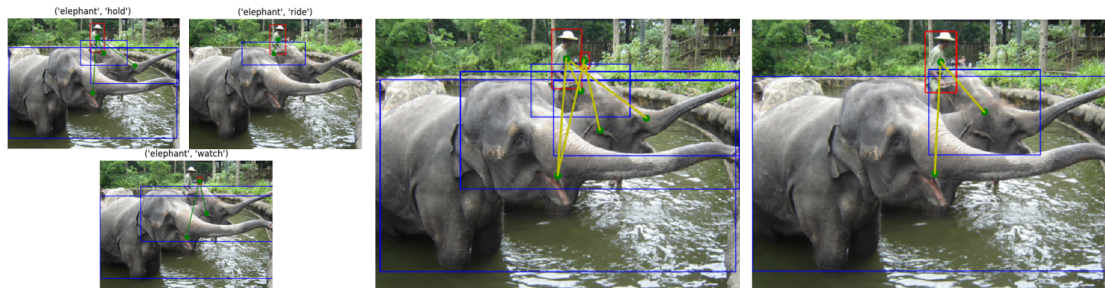 ('elephant', 'hold')
('elephant', 'ride')
('elephant', 'watch')